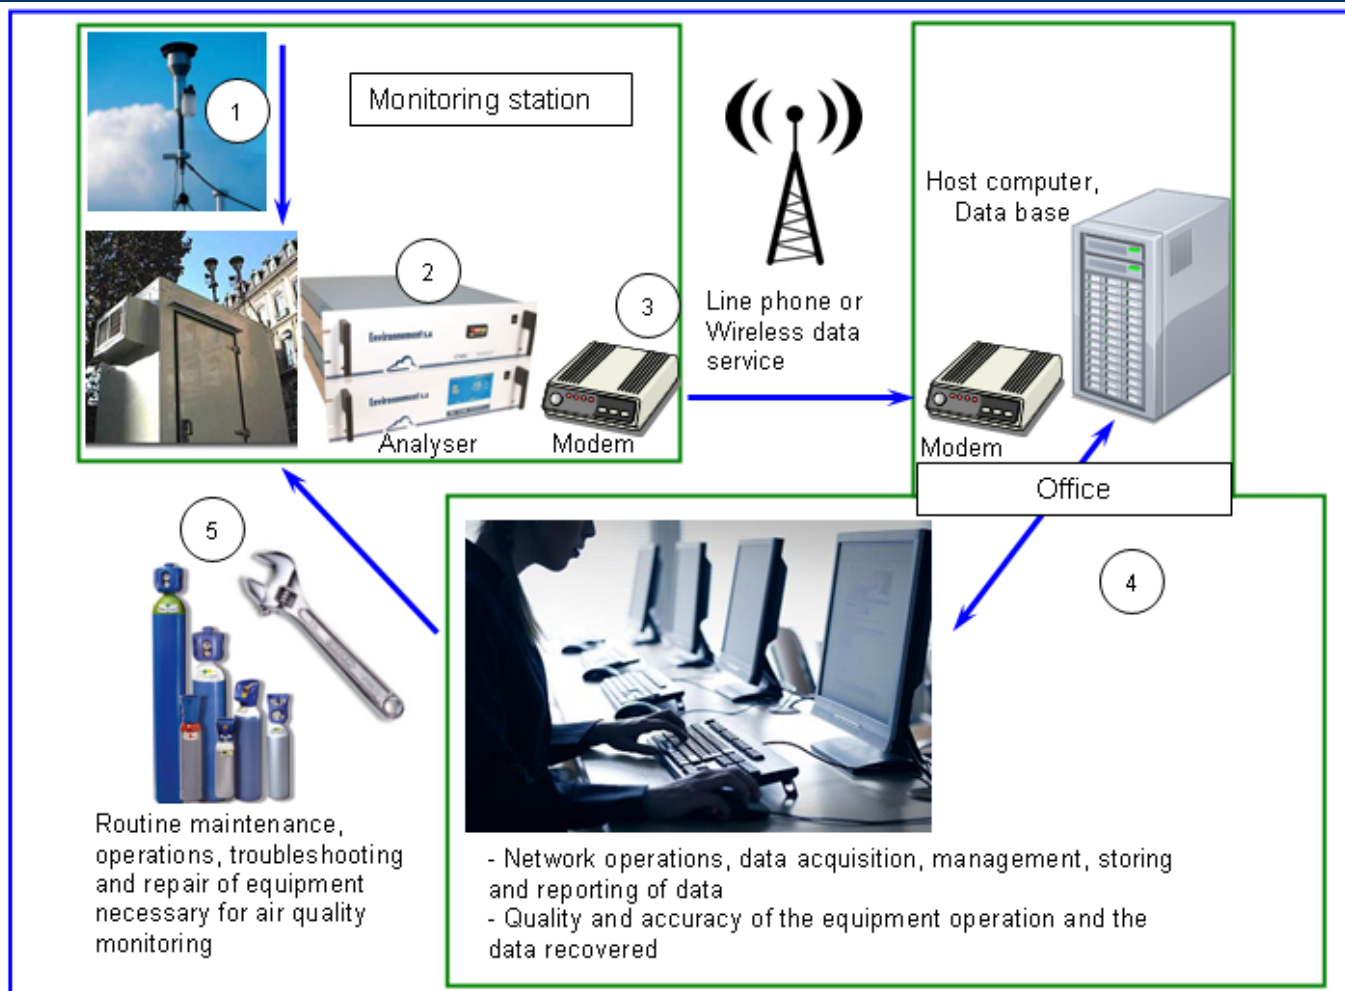 1
Monitoring station
2
3
Environnement s.a
Environnement s.a
Analyser
Modem
Line phone or
Wireless data
service
Host computer,
Data base
Modem
Office
4
5
Routine maintenance,
operations, troubleshooting
and repair of equipment
necessary for air quality
monitoring
- Network operations, data acquisition, management, storing
and reporting of data
- Quality and accuracy of the equipment operation and the
data recovered